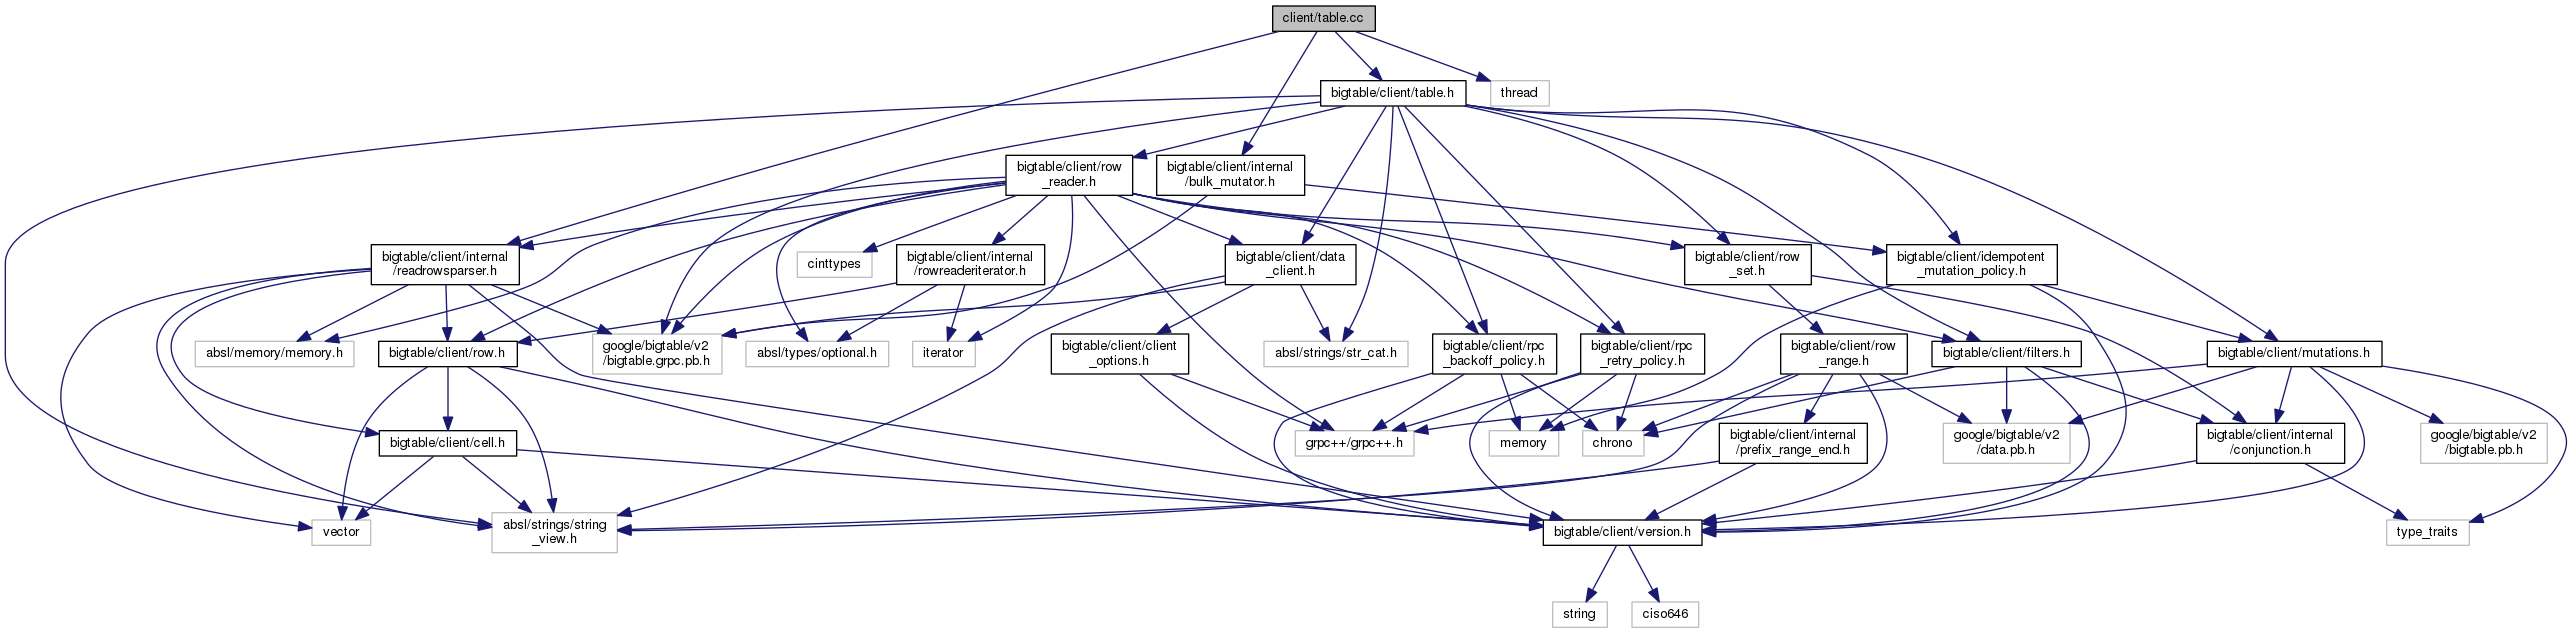 client/table.cc
bigtable/client/table.h
thread
bigtable/client/row
_reader.h
bigtable/client/internal
/bulk_mutator.h
bigtable/client/internal
/readrowsparser.h
cinttypes
bigtable/client/internal
/rowreaderiterator.h
bigtable/client/data
_client.h
bigtable/client/row
_set.h
bigtable/client/idempotent
_mutation_policy.h
absl/memory/memory.h
bigtable/client/row.h
google/bigtable/v2
/bigtable.grpc.pb.h
absl/types/optional.h
iterator
bigtable/client/client
_options.h
absl/strings/str_cat.h
bigtable/client/rpc
_backoff_policy.h
bigtable/client/rpc
_retry_policy.h
bigtable/client/row
_range.h
bigtable/client/filters.h
bigtable/client/mutations.h
bigtable/client/cell.h
grpc++/grpc++.h
memory
chrono
bigtable/client/internal
/prefix_range_end.h
google/bigtable/v2
/data.pb.h
bigtable/client/internal
/conjunction.h
google/bigtable/v2
/bigtable.pb.h
vector
absl/strings/string
_view.h
bigtable/client/version.h
type_traits
string
ciso646